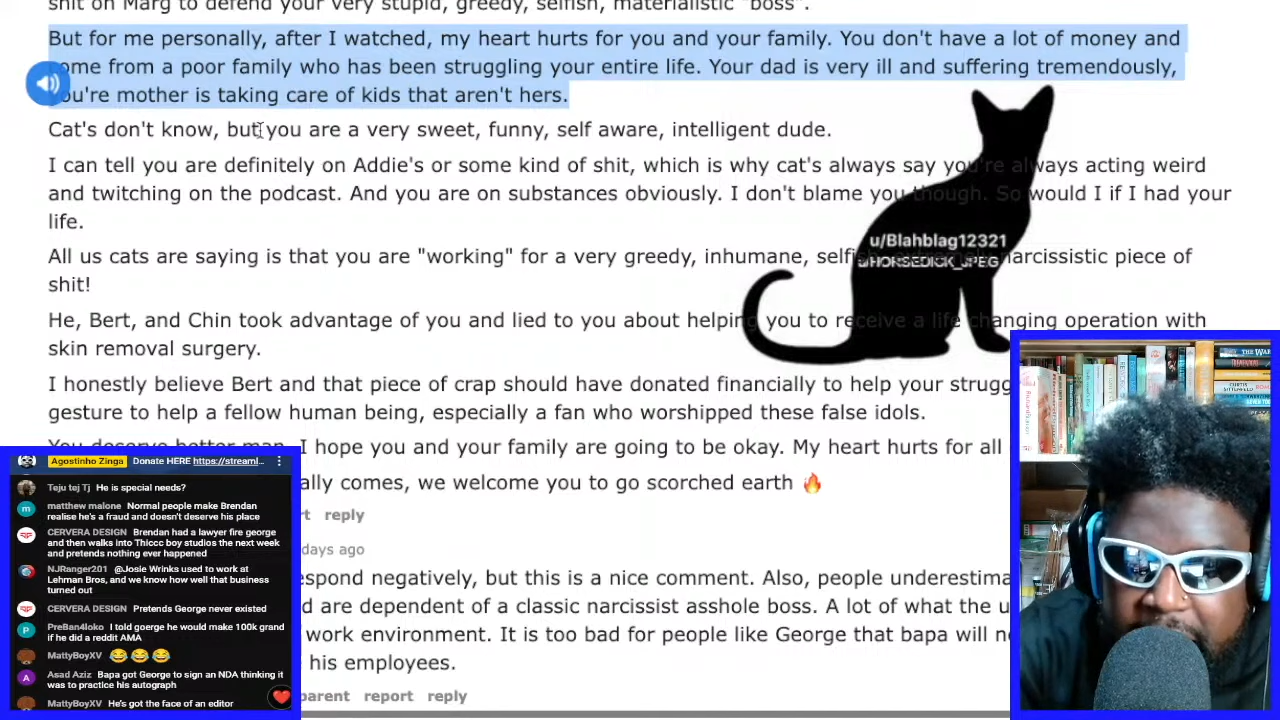 shit on Marg to defend your very stupid, greedy, selfish, materialistic "boss".
But for me personally, after I watched, my heart hurts for you and your family. You don't have a lot of money and
come from a poor family who has been struggling your entire life. Your dad is very ill and suffering tremendously,
you're mother is taking care of kids that aren't hers.
Cat's don't know, but you are a very sweet, funny, self aware, intelligent dude.
I can tell you are definitely on Addie's or some kind of shit, which is why cat's always say you're always acting weird
and twitching on the podcast. And you are on substances obviously. I don't blame you though. So would I if I had your
life.
u/Blahblag12321
u/HORSEDICK_JPEG
All us cats are saying is that you are "working" for a very greedy, inhumane, narcissistic piece of
shit!
He, Bert, and Chin took advantage of you and lied to you about helping you to receive a life changing operation with
skin removal surgery.
I honestly believe Bert and that piece of crap should have donated financially to help your
gesture to help a fellow human being, especially a fan who worshipped these false idols.
You deserve better man. I hope you and your family are going to be okay. My heart hurts for all
comes, we welcome you to go scorched earth 🔥
reply
days ago
negatively, but this is a nice comment. Also, people
are dependent of a classic narcissist asshole boss. A lot of what the
work environment. It is too bad for people like George that bapa will
his employees.
parent report reply
Agostinho Zinga Donate HERE https://streaml...
Teju tej Tj He is special needs?
matthew malone Normal people make Brendan
realise he's a fraud and doesn't deserve his place
CERVERA DESIGN Brendan had a lawyer fire george
and then walks into Thiccc boy studios the next week
and pretends nothing ever happened
NJRanger201 @Josie Wrinks used to work at
Lehman Bros, and we know how well that business
turned out
CERVERA DESIGN Pretends George never existed
PreBan4loko I told goerge he would make 100k grand
if he did a reddit AMA
MattyBoyXV 😂😂😂
Asad Aziz Bapa got George to sign an NDA thinking it
was to practice his autograph
MattyBoyXV He's got the face of an editor
THE WAR
CURTIS
SITTENFELD